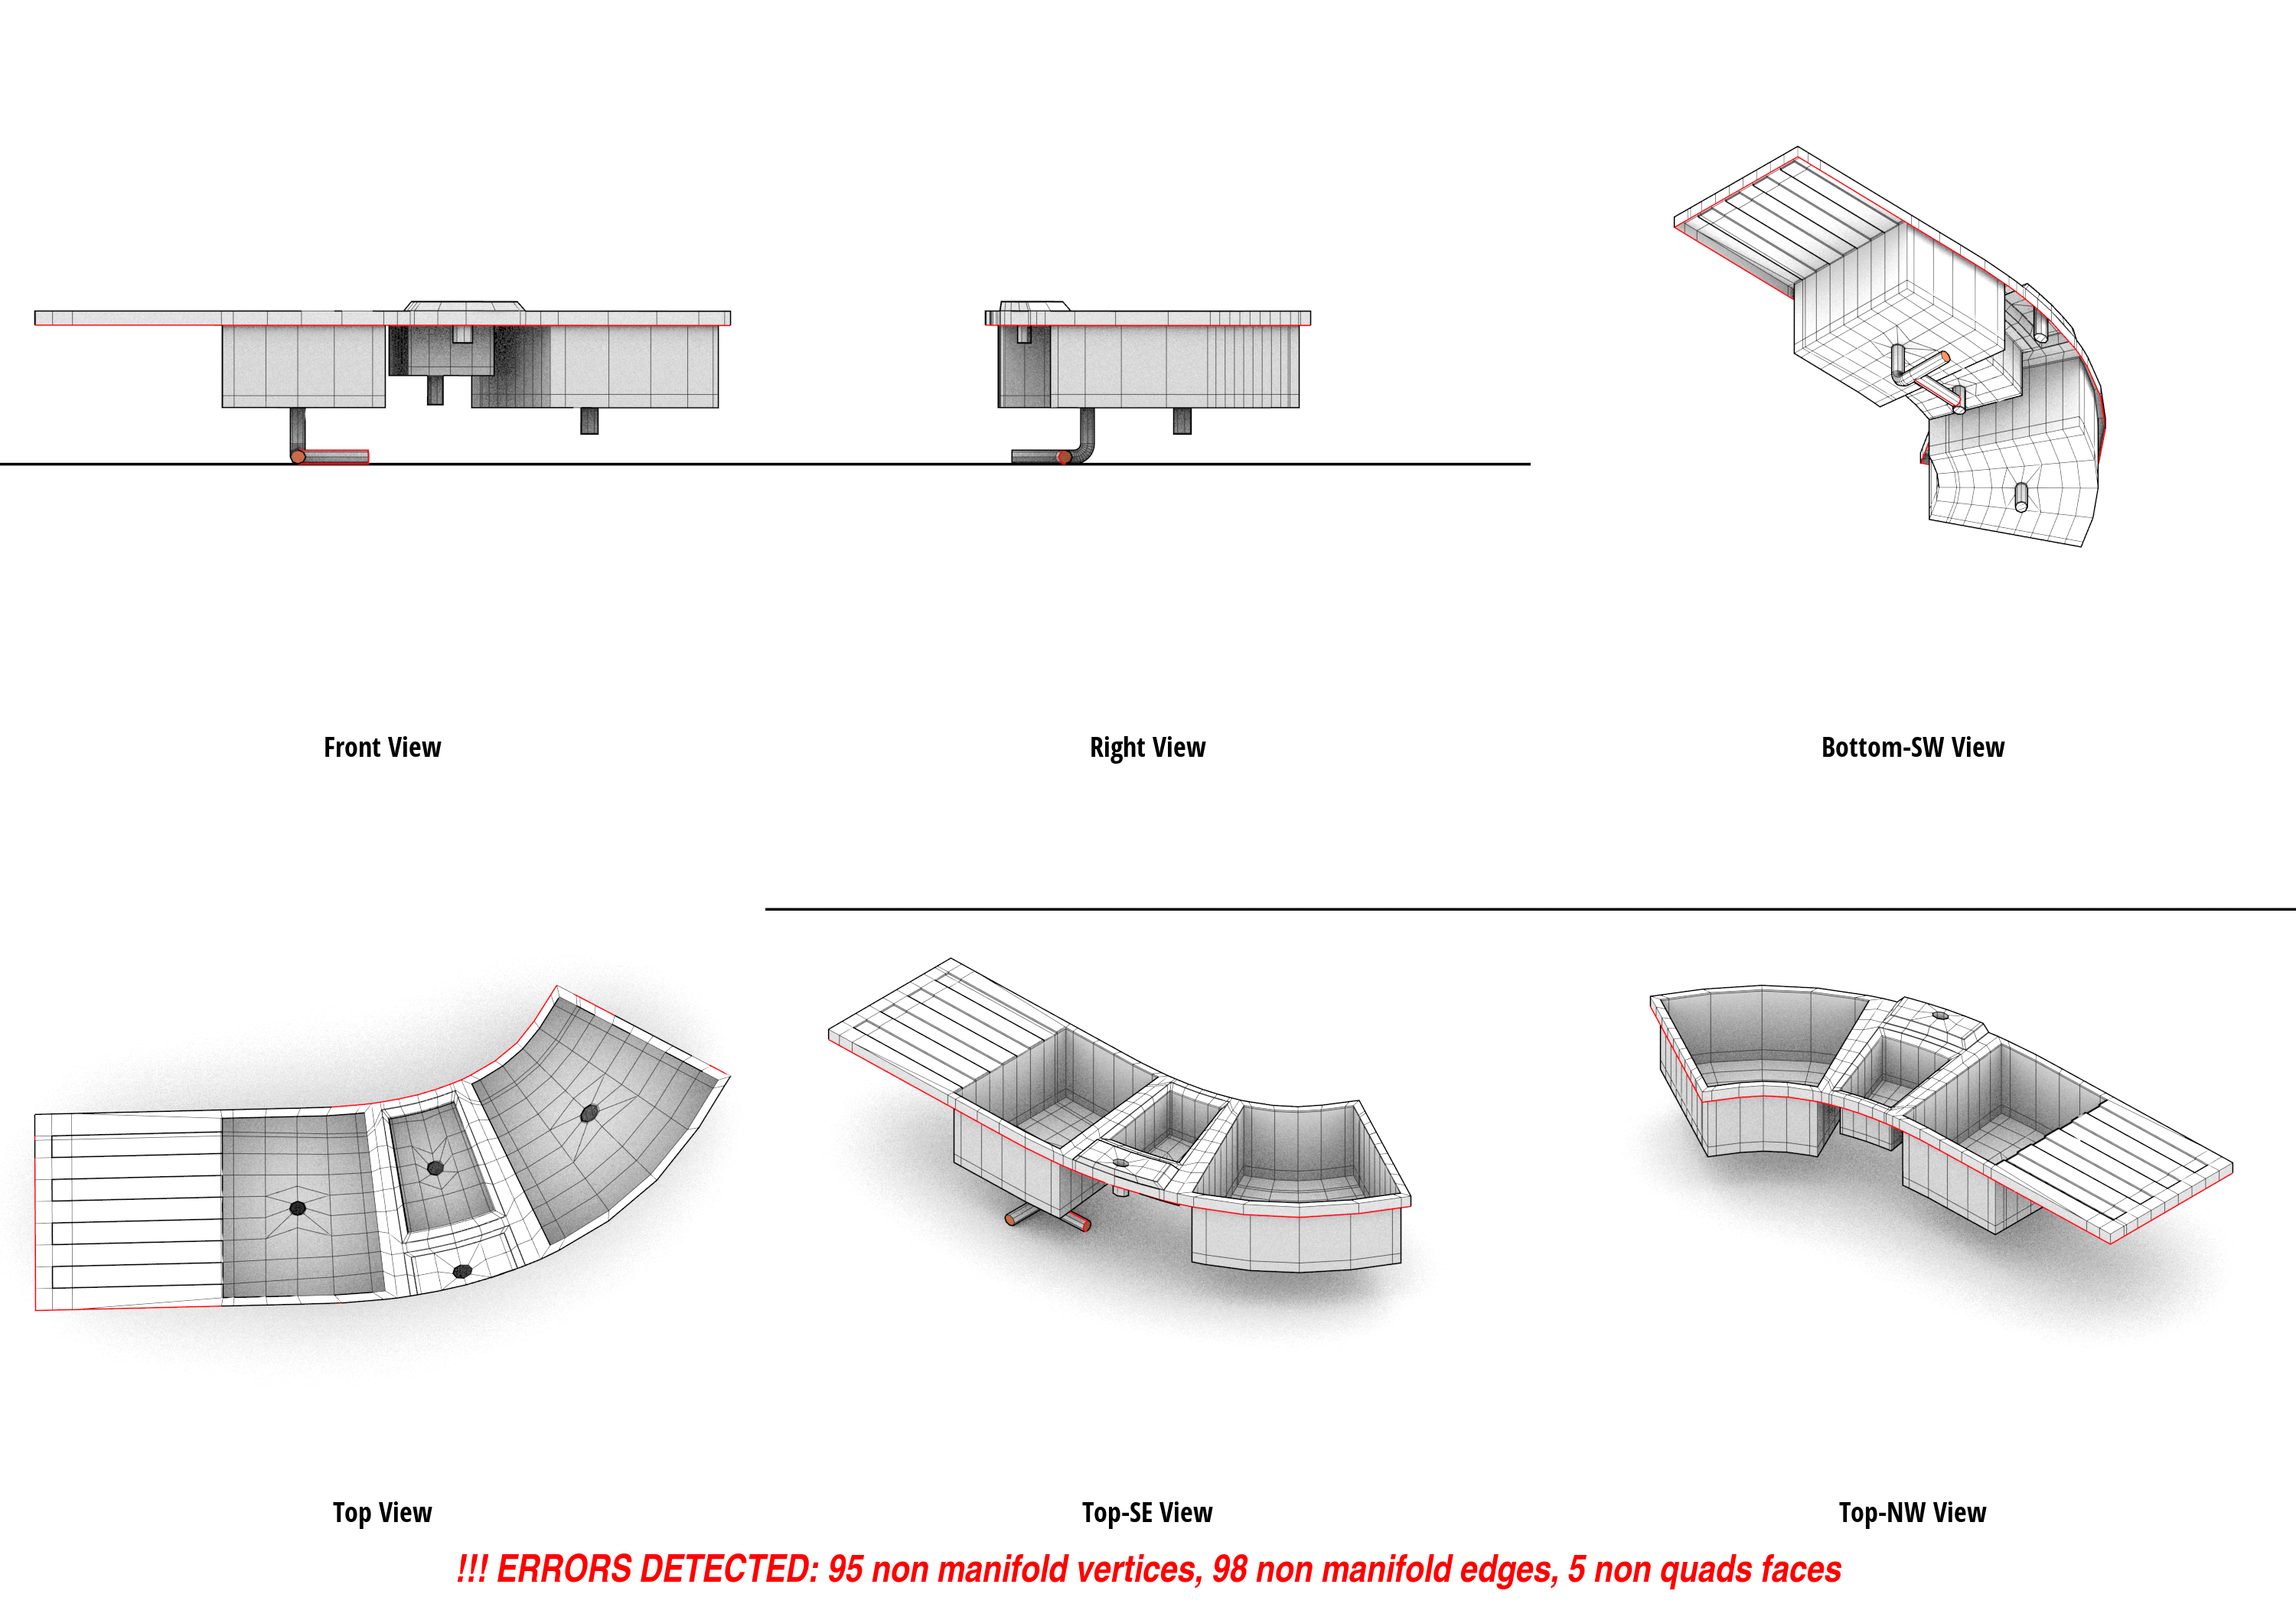 Front View
Right View
Bottom-SW View
Top View
Top-SE View
Top-NW View
!!! ERRORS DETECTED: 95 non manifold vertices, 98 non manifold edges, 5 non quads faces